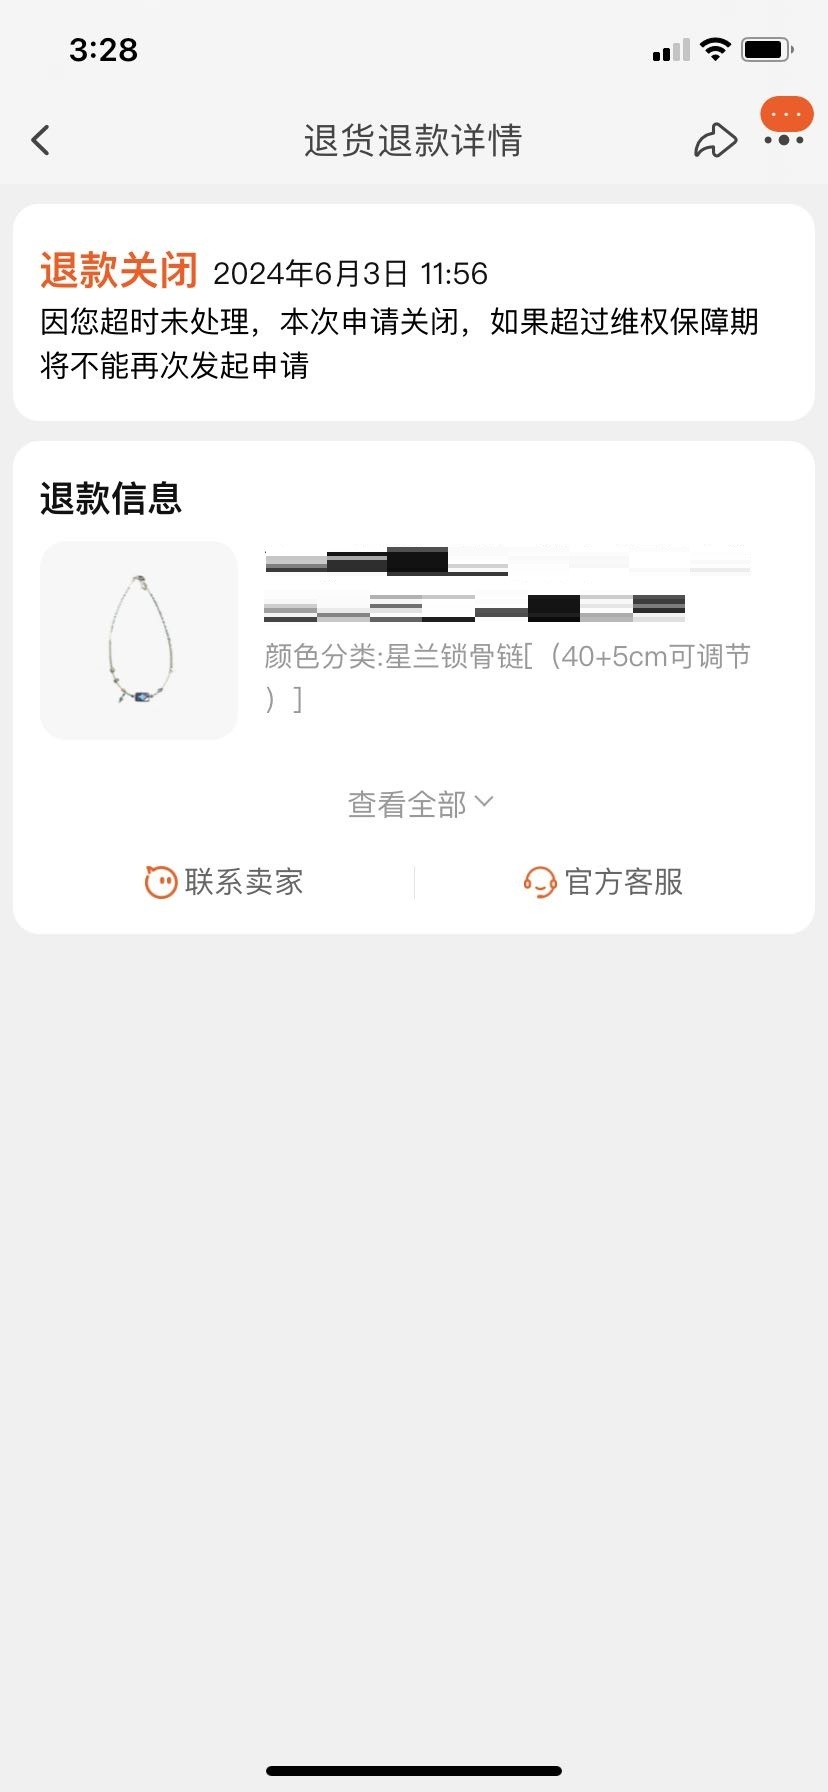 3:28
退货退款详情
退款关闭 2024年6月3日 11:56
因您超时未处理，本次申请关闭，如果超过维权保障期
将不能再次发起申请
退款信息
颜色分类:星兰锁骨链[（40+5cm可调节
）]
查看全部
联系卖家
官方客服